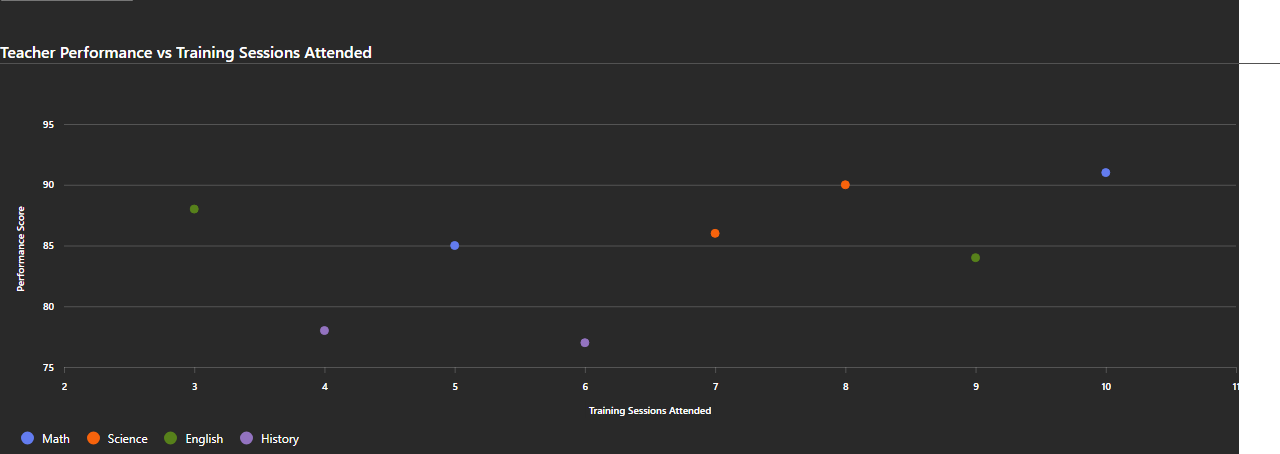 Teacher Performance vs Training Sessions Attended
95
90
85
80
75
Performance Score
2 3 4 5 6 7 8 9 10 11
Training Sessions Attended
Math Science English History